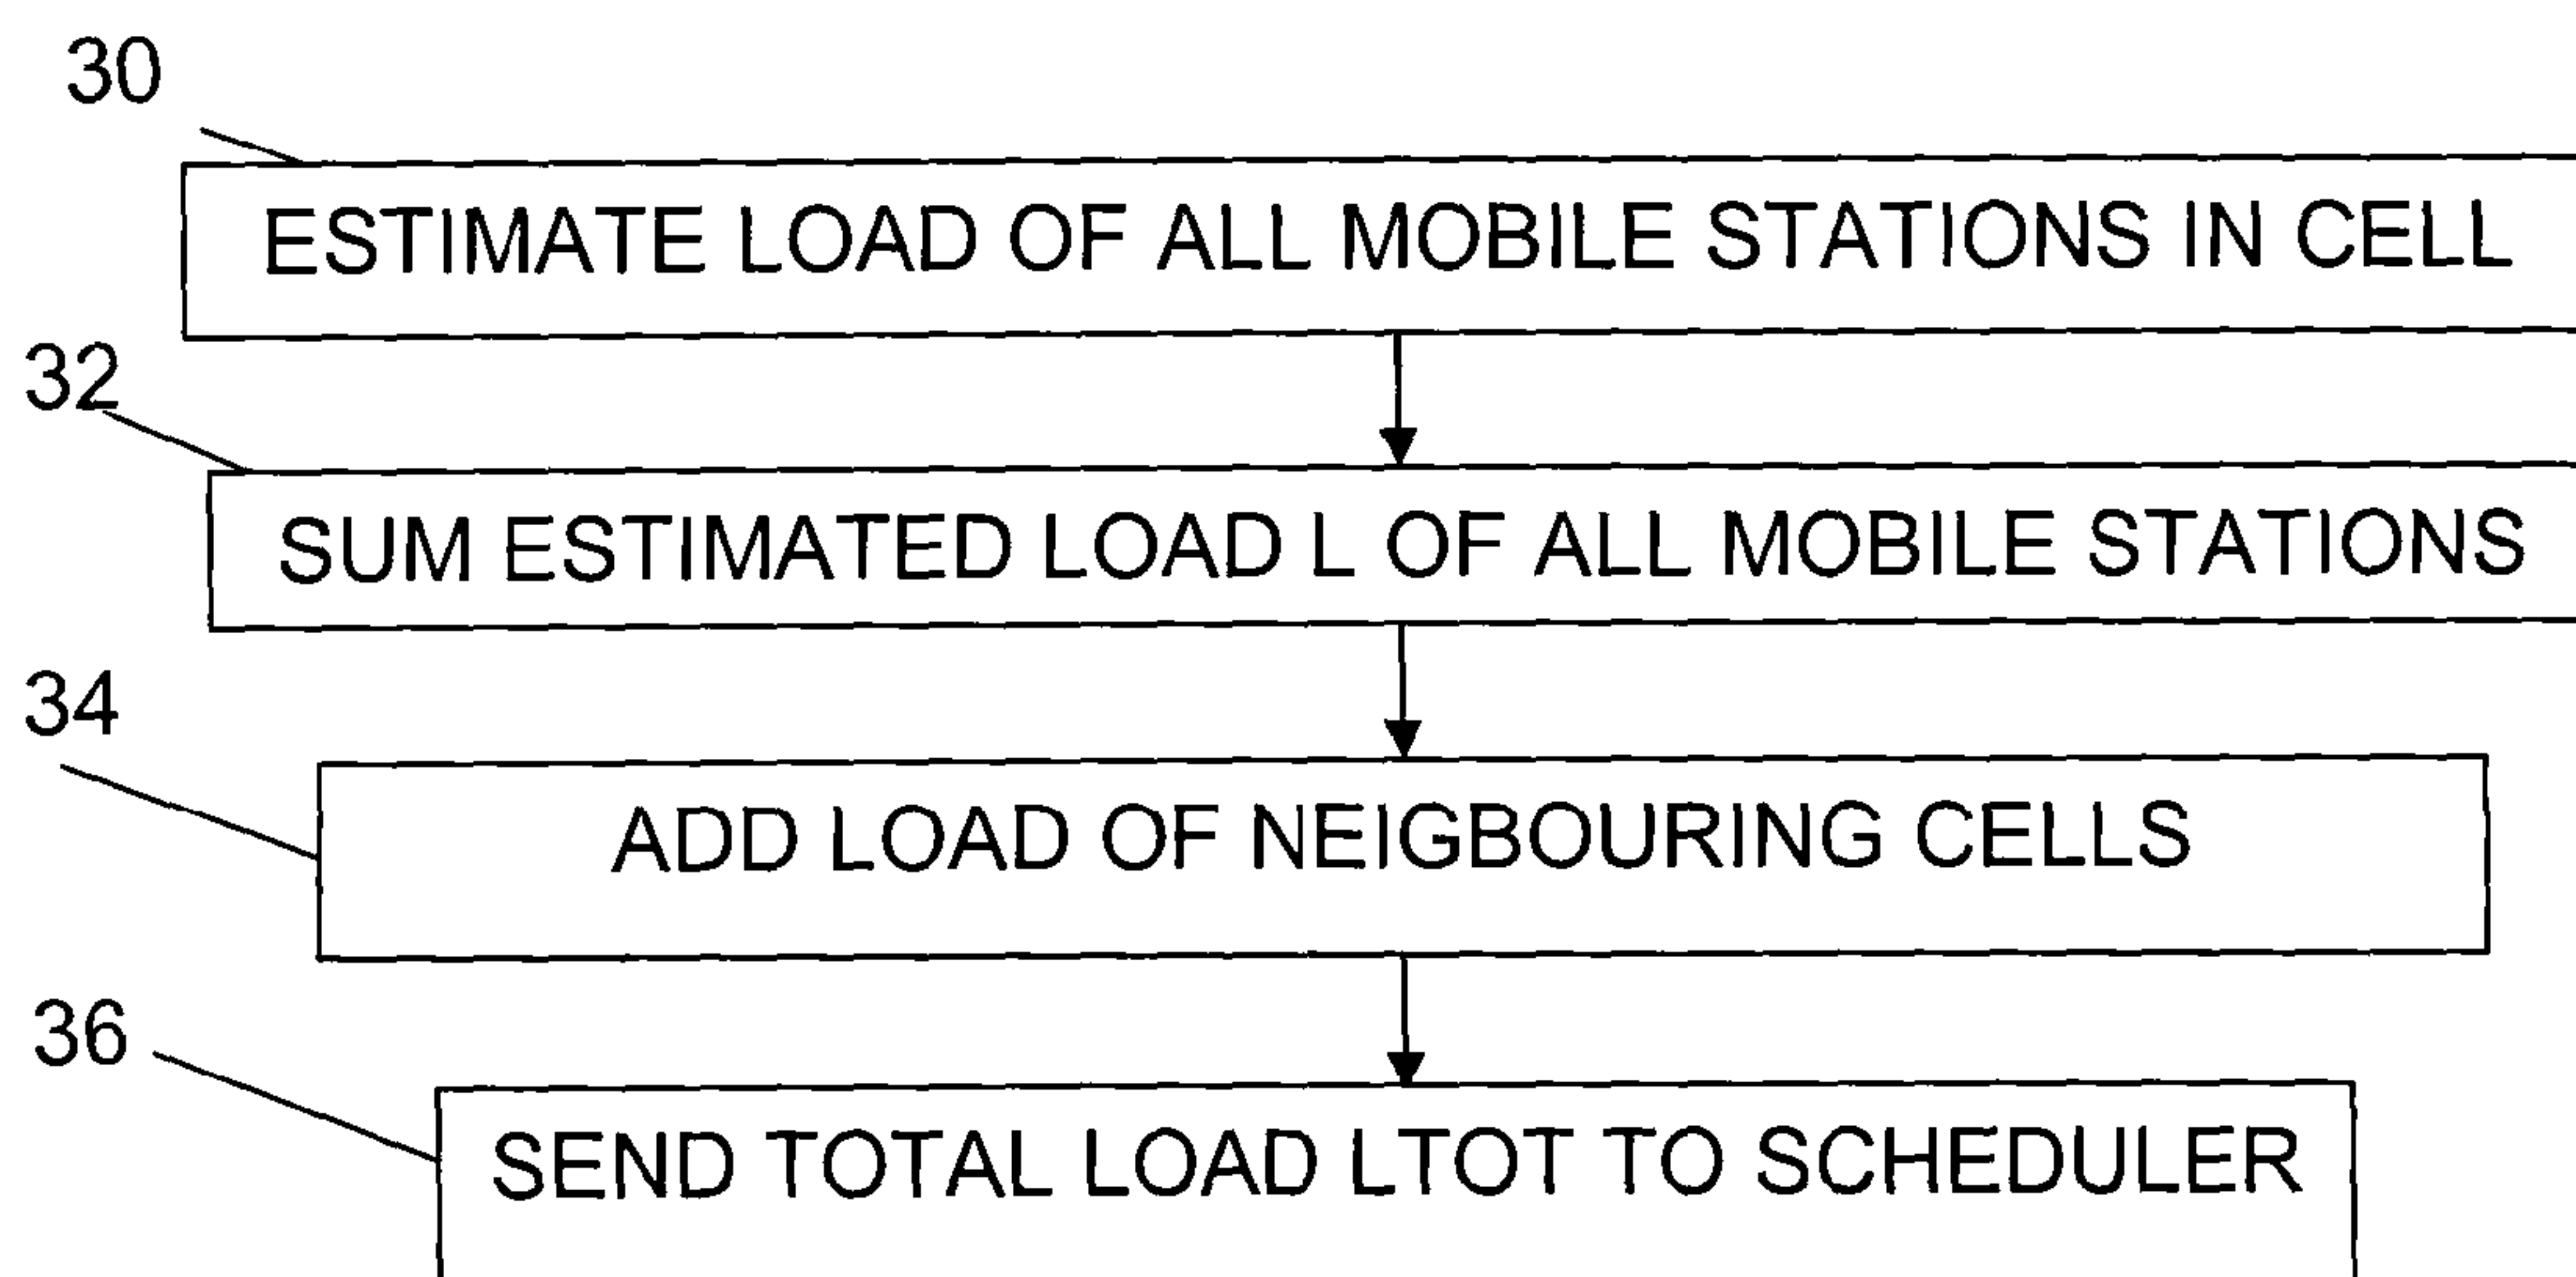 30
ESTIMATE LOAD OF ALL MOBILE STATIONS IN CELL
32
SUM ESTIMATED LOAD L OF ALL MOBILE STATIONS
34
ADD LOAD OF NEIGBOURING CELLS
36
SEND TOTAL LOAD LTOT TO SCHEDULER